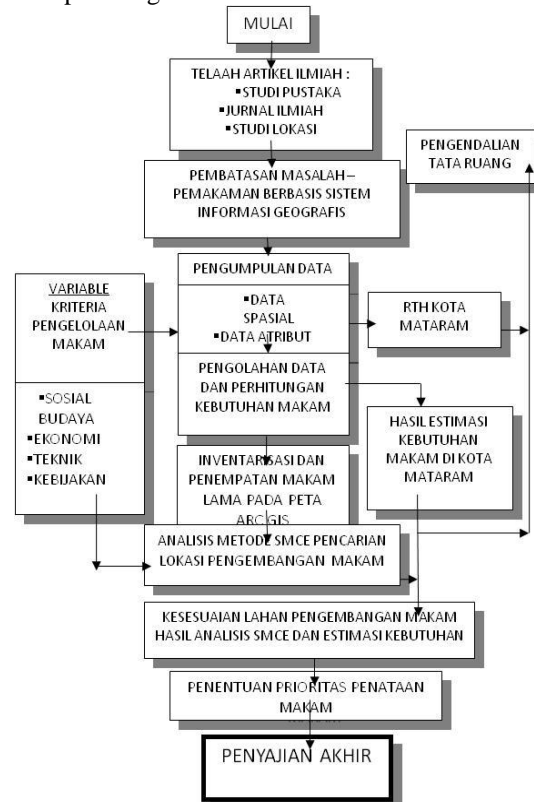 MULAI
TELAAH ARTIKEL ILMIAH :
▪STUDI PUSTAKA
▪JURNAL ILMIAH
▪STUDI LOKASI
PENGENDALIAN
TATA RUANG
PEMBATASAN MASALAH –
PEMAKAMAN BERBASIS SISTEM
INFORMASI GEOGRAFIS
PENGUMPULAN DATA
VARIABLE
KRITERIA
PENGELOLAAN
MAKAM
▪DATA
SPASIAL
▪DATA ATRIBUT
RTH KOTA
MATARAM
PENGOLAHAN DATA
DAN PERHITUNGAN
KEBUTUHAN MAKAM
▪SOSIAL
BUDAYA
▪EKONOMI
▪TEKNIK
▪KEBIJAKAN
HASIL ESTIMASI
KEBUTUHAN
MAKAM DI KOTA
MATARAM
INVENTARISASI DAN
PENEMPATAN MAKAM
LAMA PADA PETA
ARCGIS
ANALISIS METODE SMCE PENCARIAN
LOKASI PENGEMBANGAN MAKAM
KESESUAIAN LAHAN PENGEMBANGAN MAKAM
HASIL ANALISIS SMCE DAN ESTIMASI KEBUTUHAN
PENENTUAN PRIORITAS PENATAAN
MAKAM
PENYAJIAN AKHIR